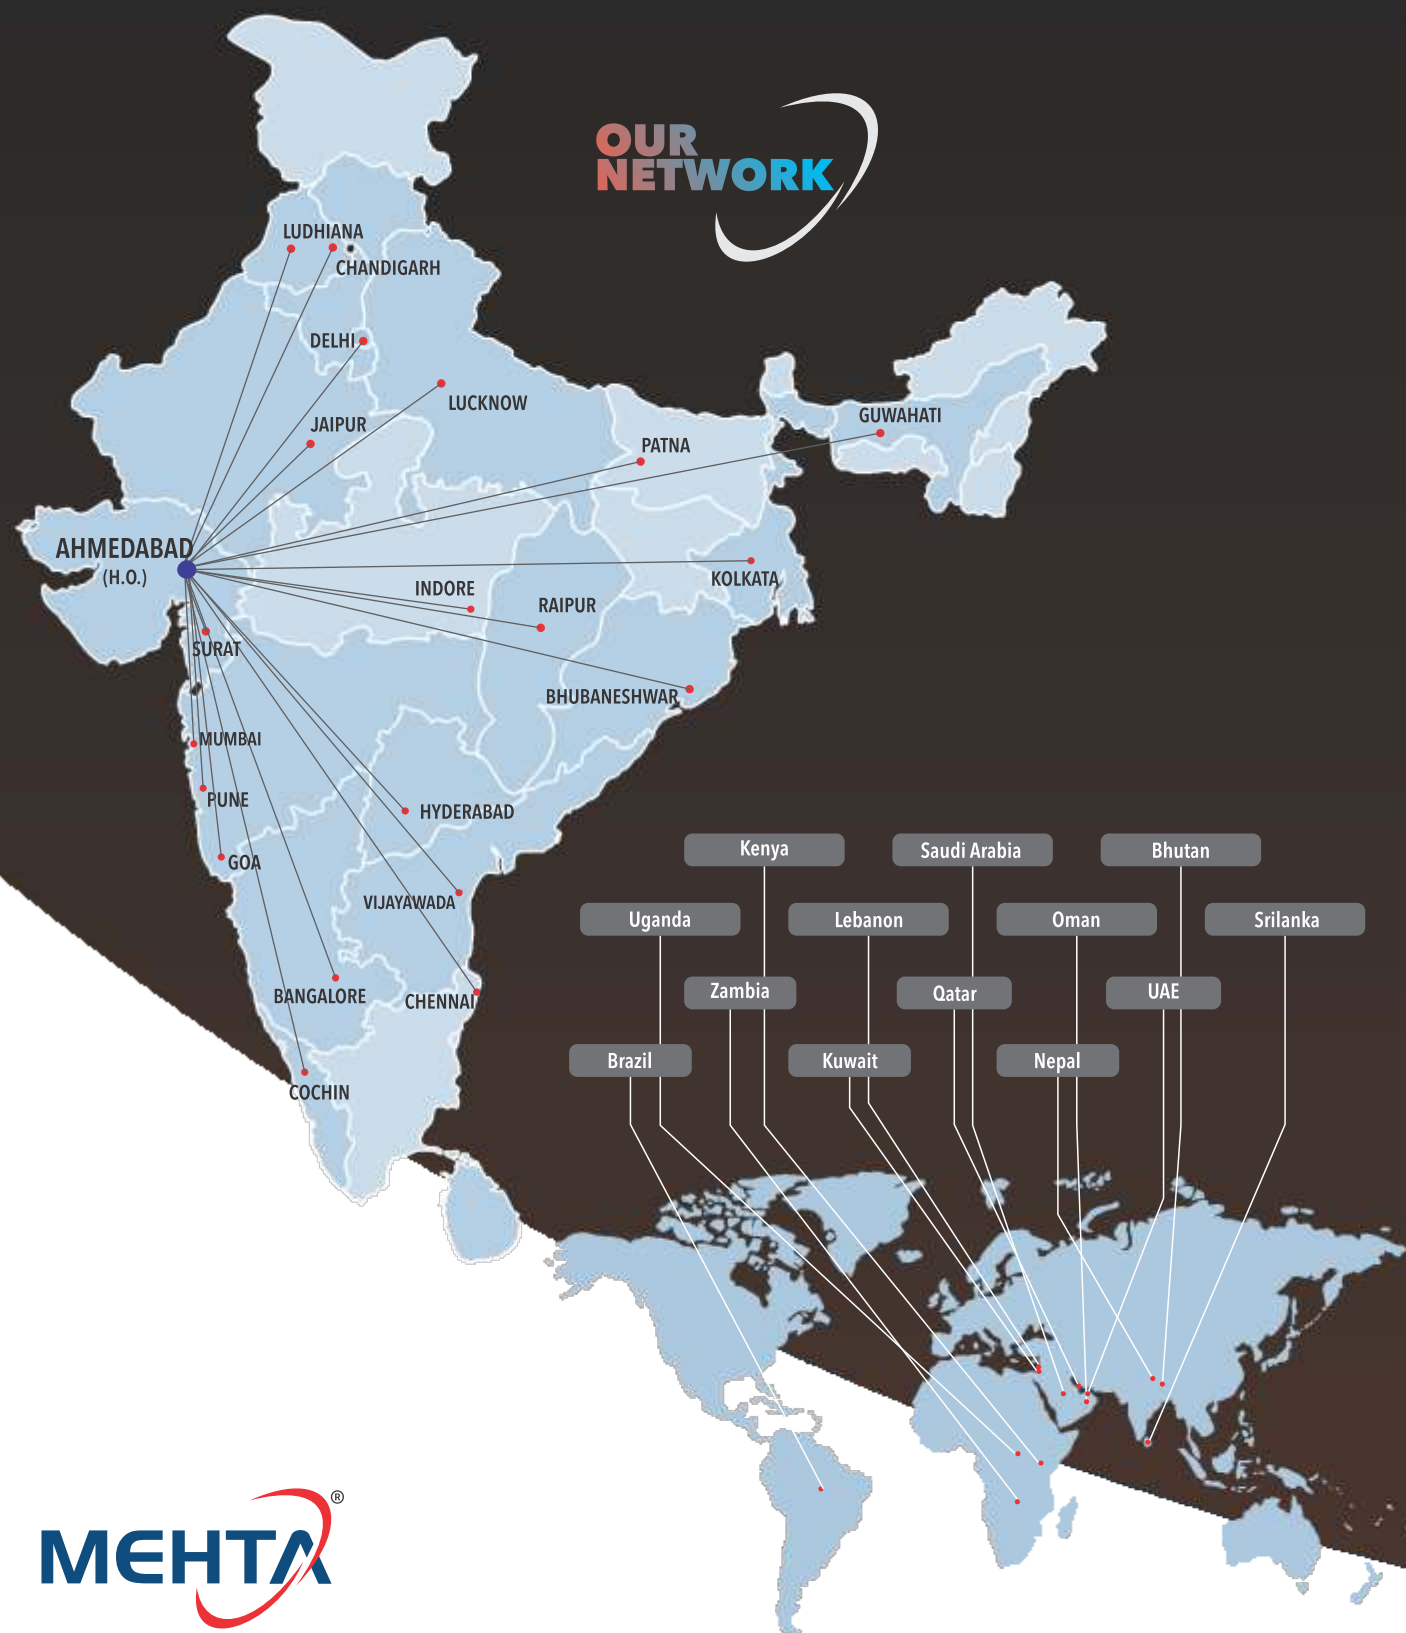 OUR
NETWORK
LUDHIANA
CHANDIGARH
DELHI
LUCKNOW
JAIPUR
GUWAHATI
PATNA
AHMEDABAD
(H.O.)
KOLKATA
INDORE
RAIPUR
SURAT
BHUBANESHWAR
MUMBAI
PUNE
HYDERABAD
GOA
VIJAYAWADA
BANGALORE
CHENNAI
COCHIN
Kenya
Saudi Arabia
Bhutan
Uganda
Lebanon
Oman
Srilanka
Zambia
Qatar
UAE
Brazil
Kuwait
Nepal
MEHTA®